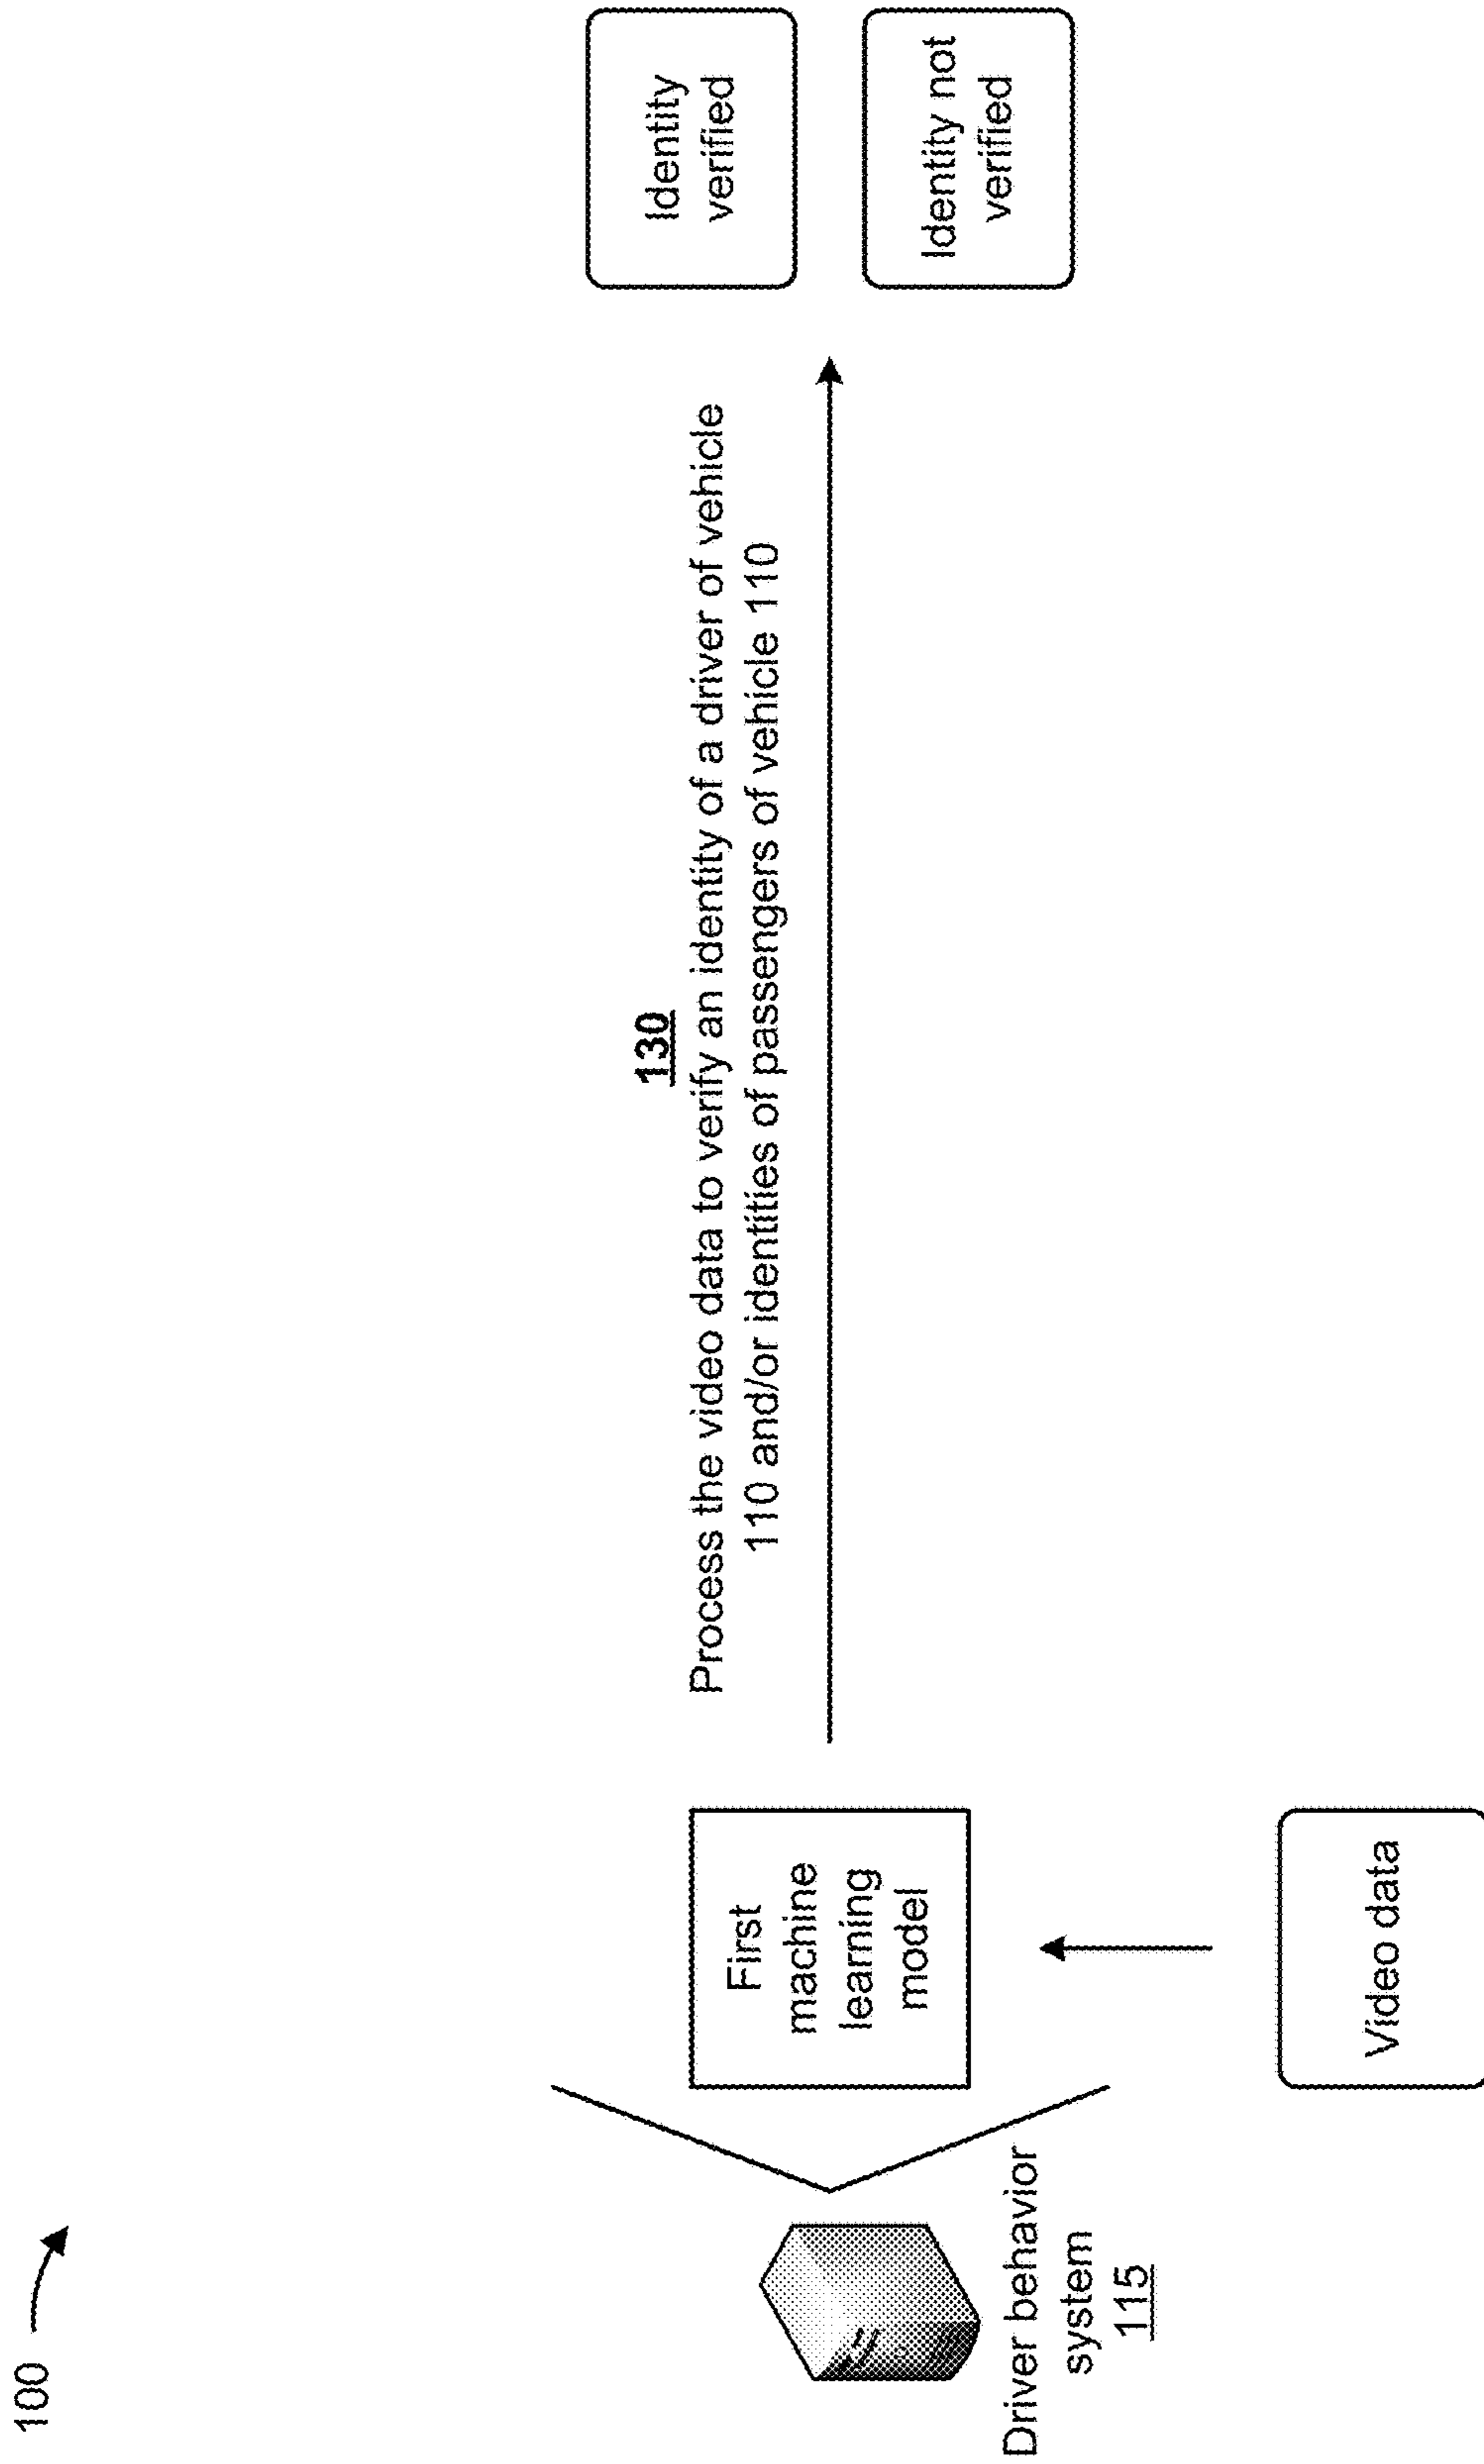 100
130
Process the video data to verify an identity of a driver of vehicle
110 and/or identities of passengers of vehicle 110
Identity
verified
Identity not
verified
First
machine
learning
model
Driver behavior
system
115
Video data